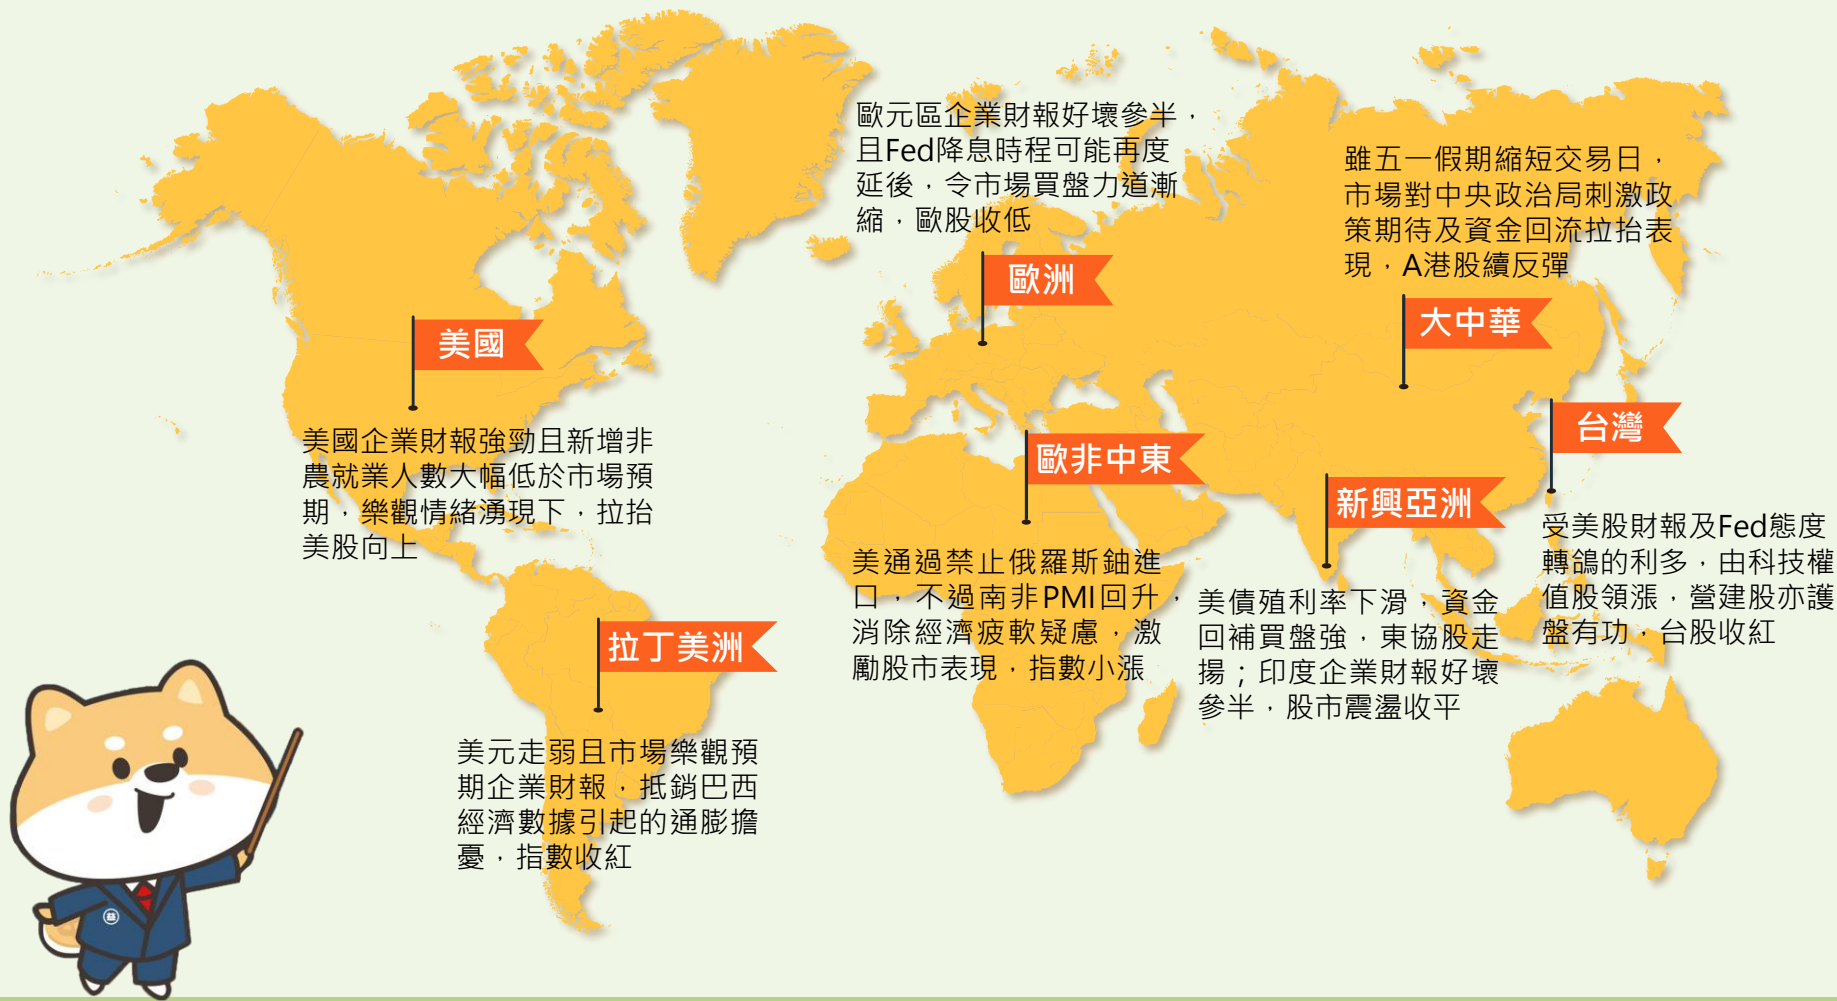 歐元區企業財報好壞參半，
且Fed降息時程可能再度
延後，令市場買盤力道漸
縮，歐股收低
歐洲
雖五一假期縮短交易日，
市場對中央政治局刺激政
策期待及資金回流拉抬表
現，A港股續反彈
大中華
美國
美國企業財報強勁且新增非
農就業人數大幅低於市場預
期，樂觀情緒湧現下，拉抬
美股向上
歐非中東
美通過禁止俄羅斯鈾進
口，不過南非PMI回升，
消除經濟疲軟疑慮，激
勵股市表現，指數小漲
新興亞洲
美債殖利率下滑，資金
回補買盤強，東協股走
揚；印度企業財報好壞
參半，股市震盪收平
台灣
受美股財報及Fed態度
轉鴿的利多，由科技權
值股領漲，營建股亦護
盤有功，台股收紅
拉丁美洲
美元走弱且市場樂觀預
期企業財報，抵銷巴西
經濟數據引起的通膨擔
憂，指數收紅